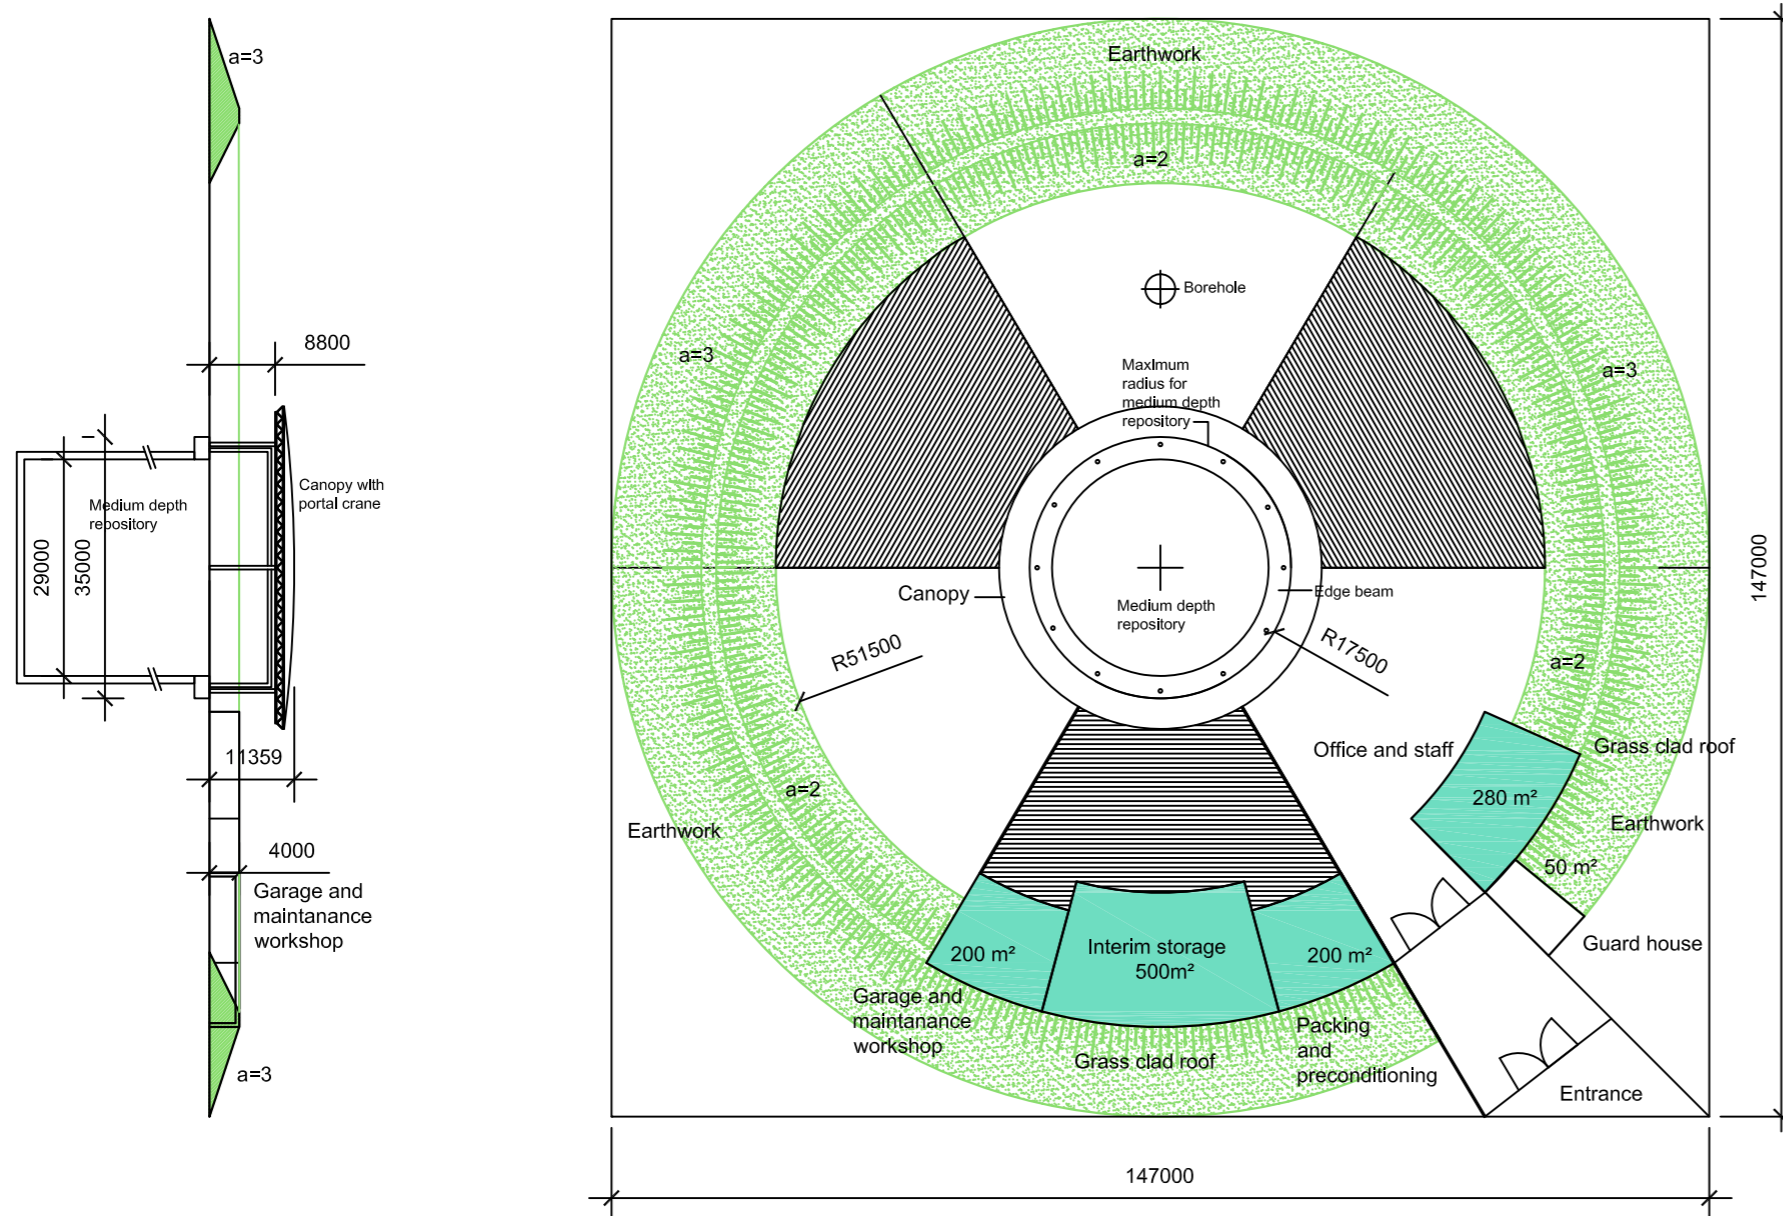 a=3
8800
Canopy with
portal crane
Medium depth
repository
29000
35000
11359
4000
Garage and
maintanance
workshop
a=3
Earthwork
a=2
Borehole
a=3
a=3
Maximum
radius for
medium depth
repository
Canopy
Edge beam
Medium depth
repository
R51500
R17500
a=2
147000
Office and staff
Grass clad roof
280 m²
a=2
Earthwork
Earthwork
50 m²
Guard house
200 m²
Interim storage
500m²
200 m²
Garage and
maintanance
workshop
Grass clad roof
Packing
and
preconditioning
Entrance
147000